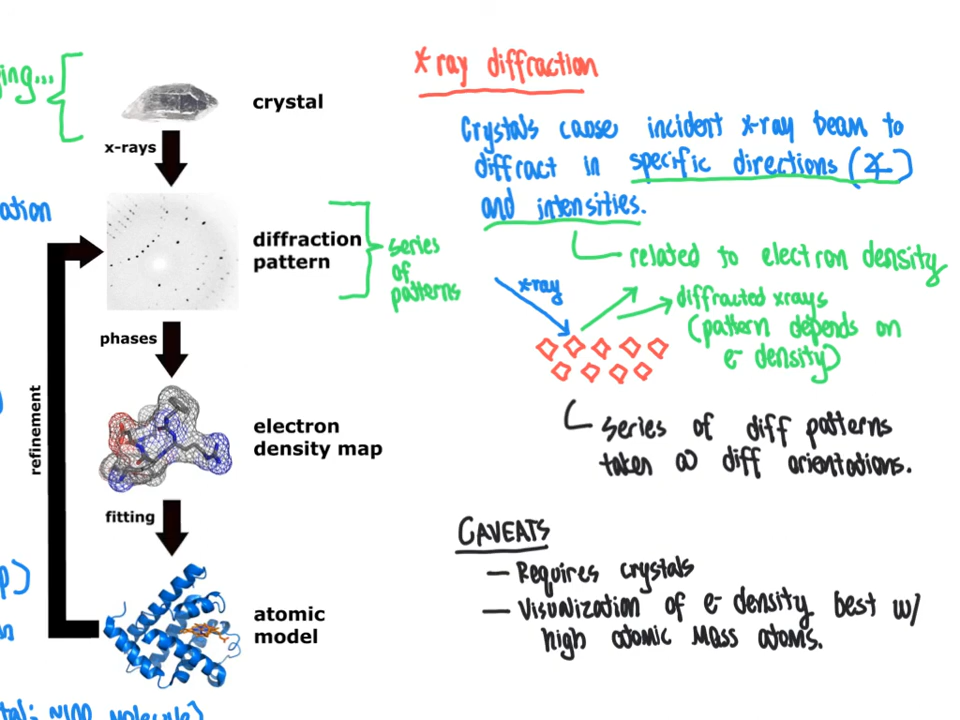 ging...
crystal
x-rays
ation
diffraction
pattern
series
of
patterns
phases
refinement
electron
density map
fitting
p)
n
atomic
model
X-ray diffraction
Crystals cause incident x-ray beam to
diffract in specific directions (∡)
and intensities.
related to electron density
x-ray
diffracted xrays
(pattern depends on
e⁻ density)
series of diff patterns
taken @ diff orientations.
CAVEATS
— Requires crystals
— Visualization of e⁻ density best w/
high atomic mass atoms.